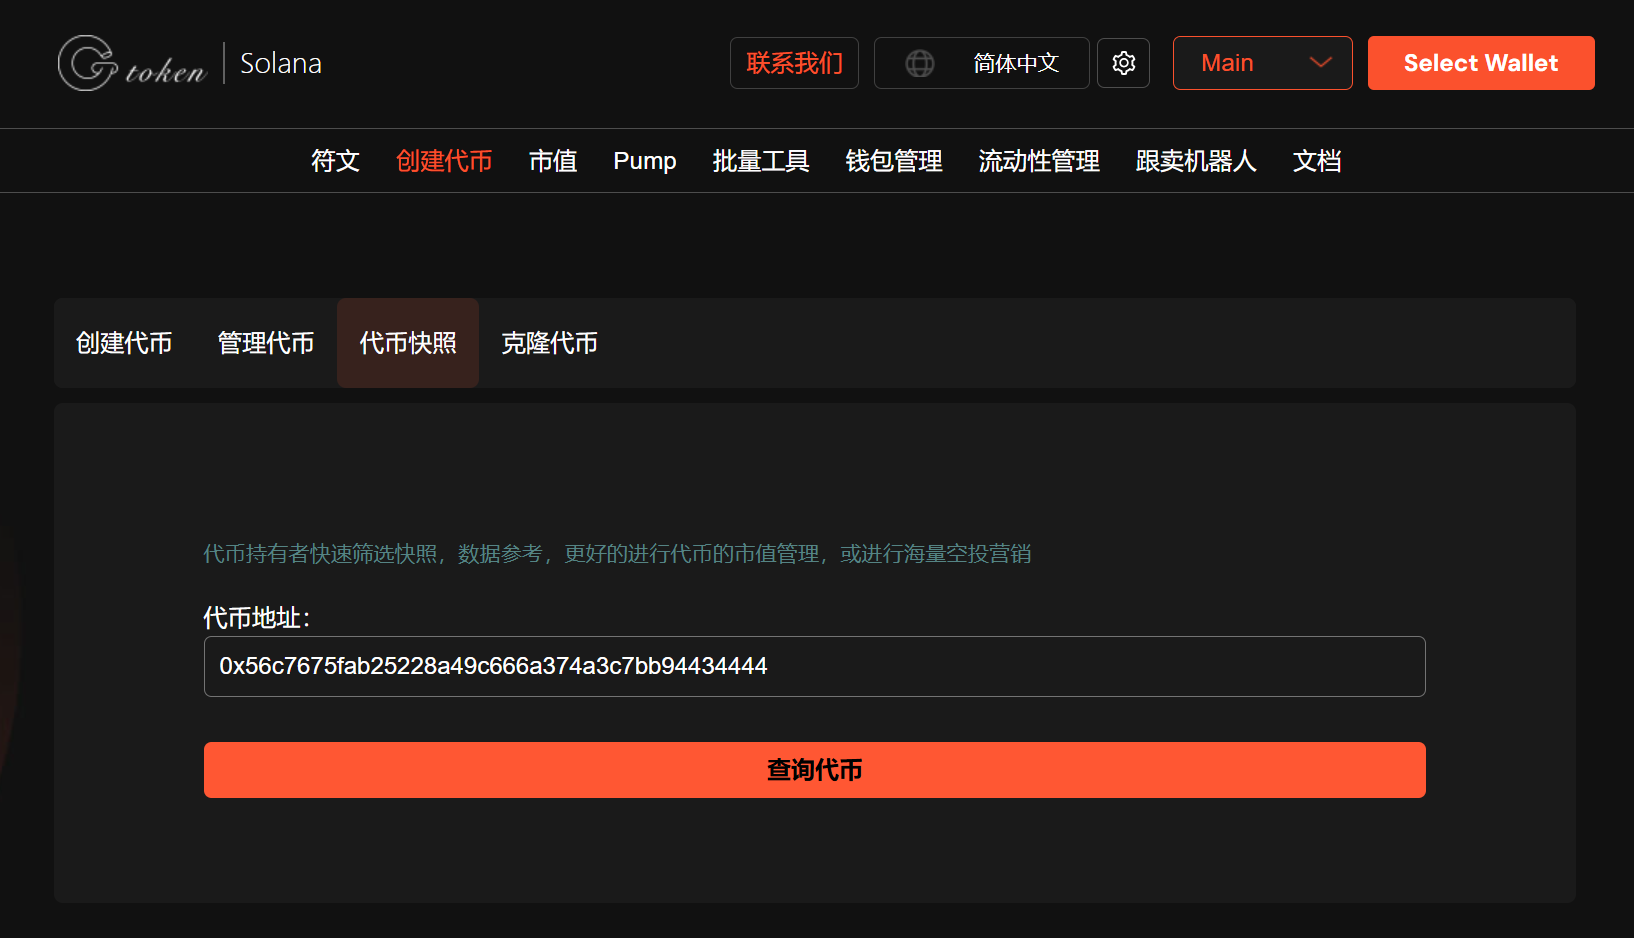 Gtoken | Solana
联系我们 简体中文 Main Select Wallet
符文 创建代币 市值 Pump 批量工具 钱包管理 流动性管理 跟卖机器人 文档
创建代币 管理代币 代币快照 克隆代币
代币持有者快速筛选快照，数据参考，更好的进行代币的市值管理，或进行海量空投营销
代币地址：
0x56c7675fab25228a49c666a374a3c7bb94434444
查询代币